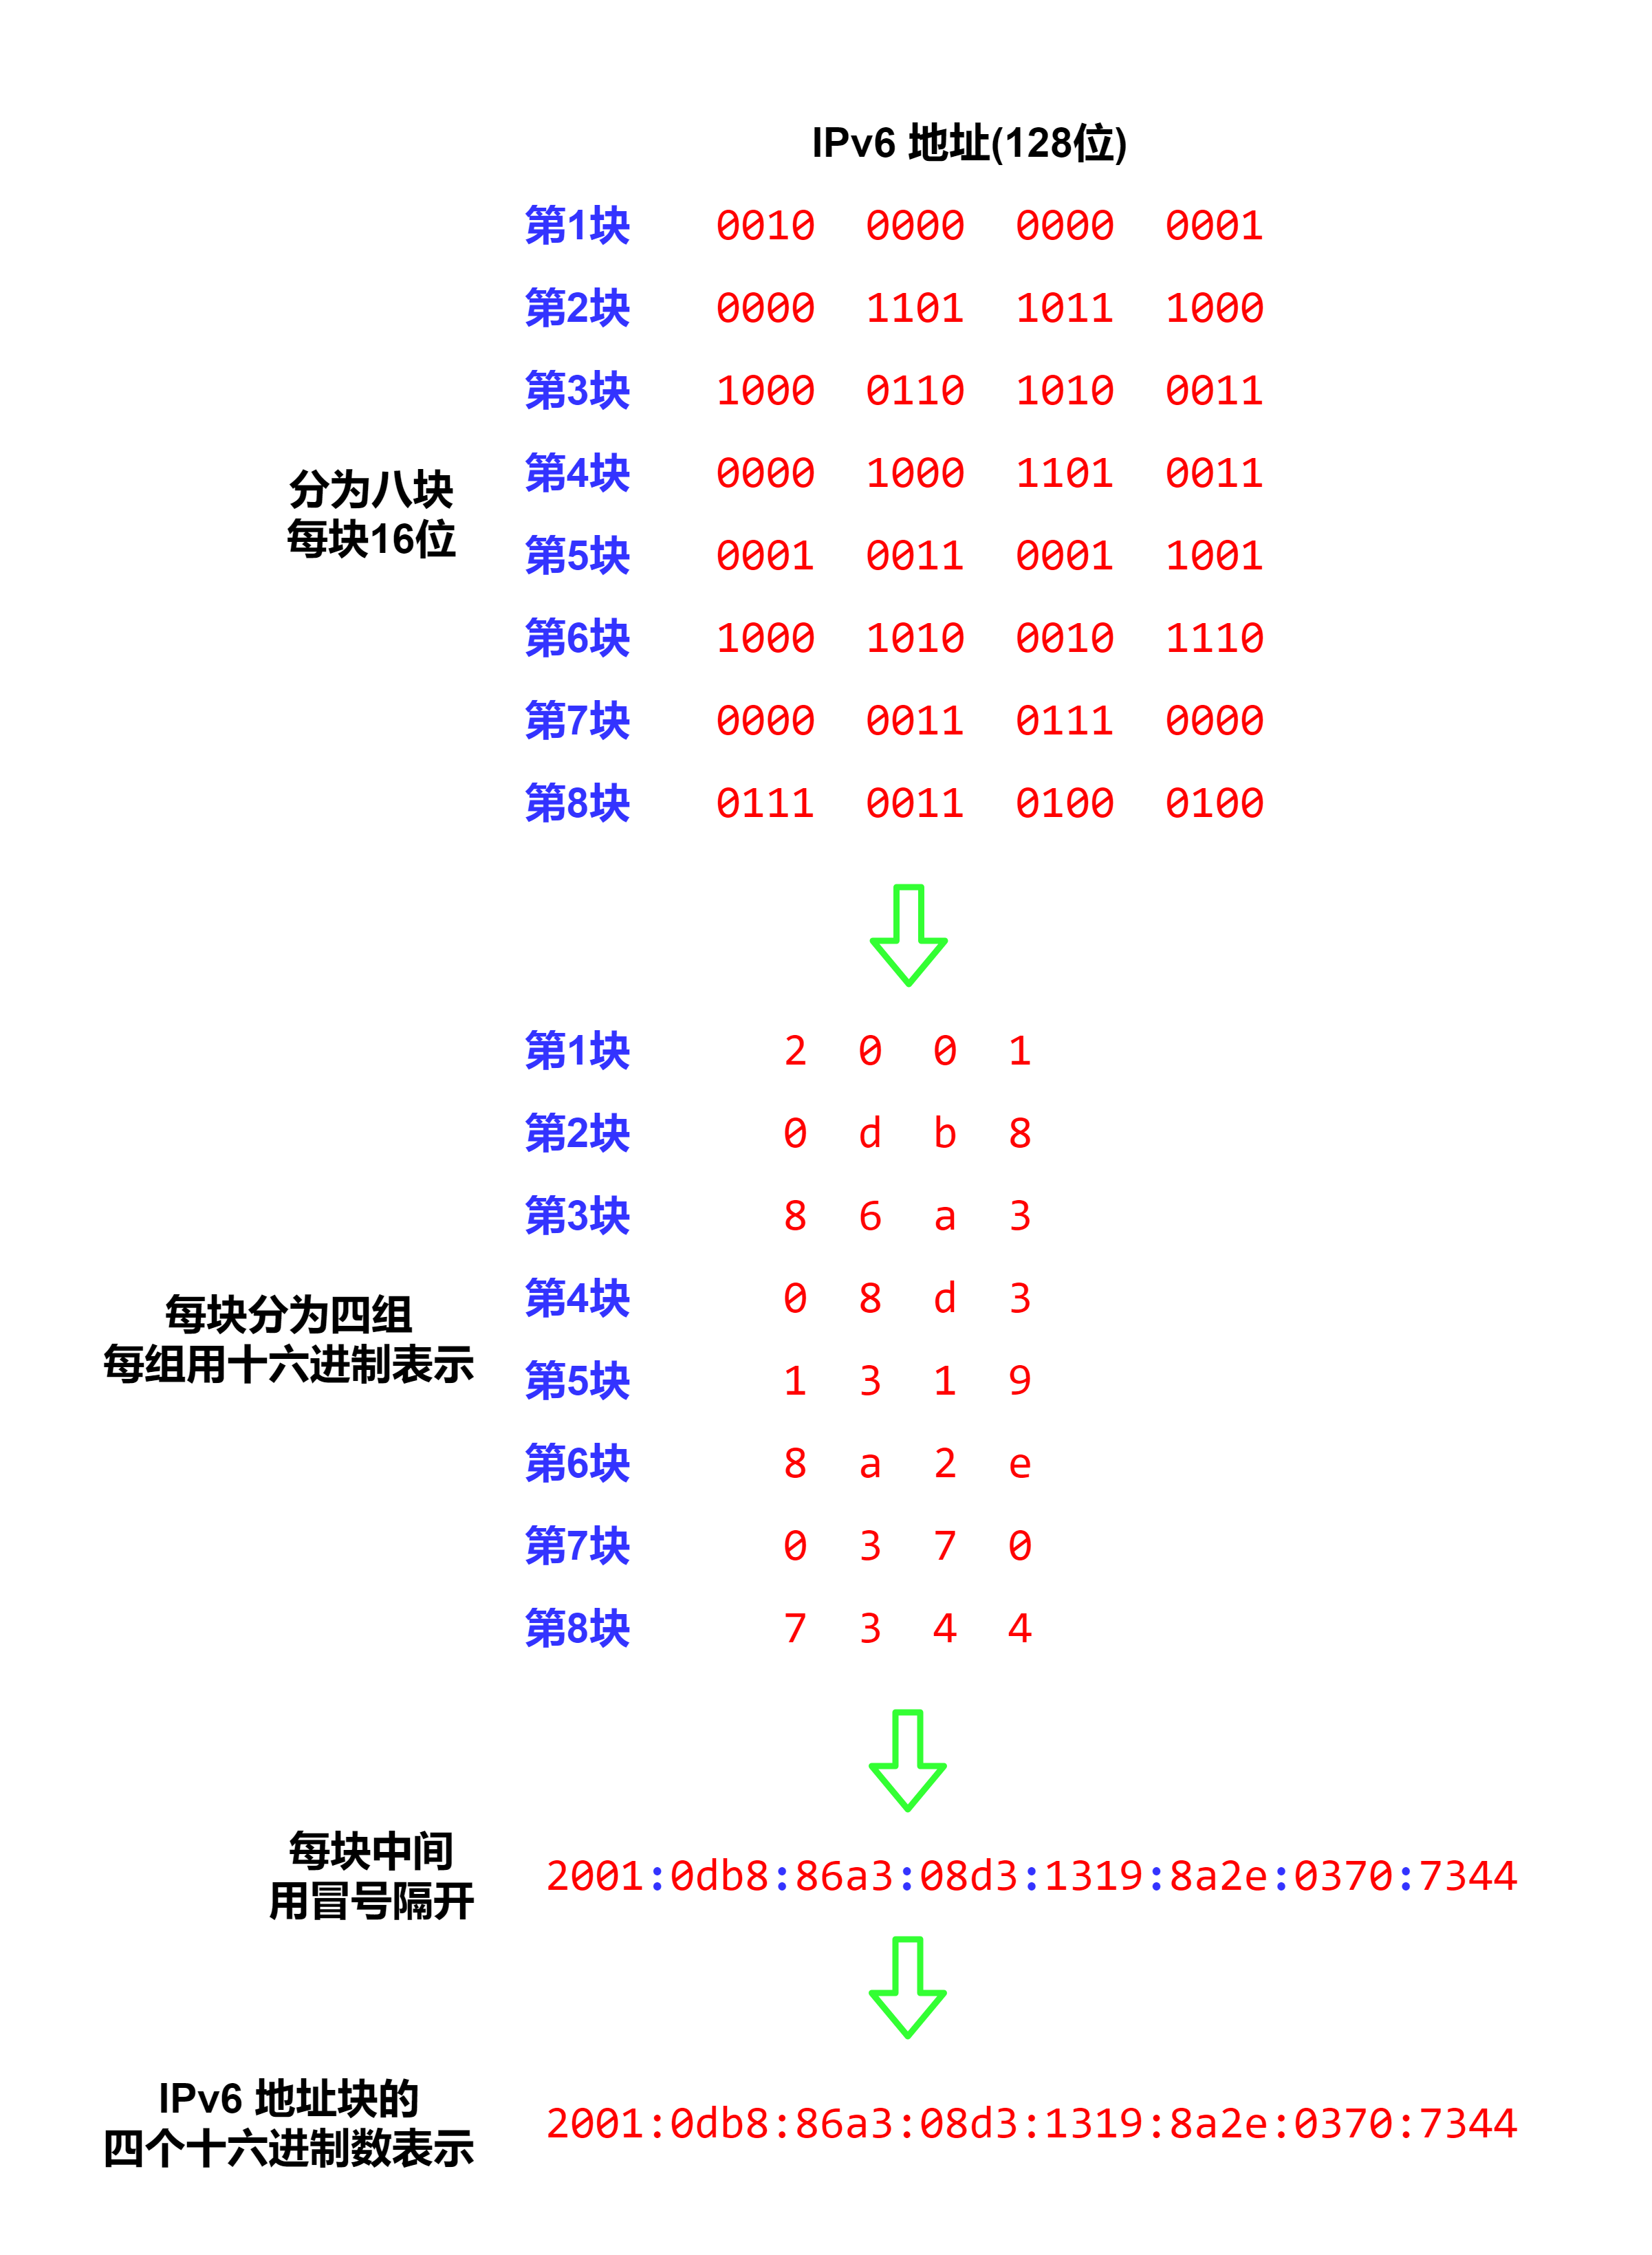 IPv6 地址(128位)
第1块 0010 0000 0000 0001
第2块 0000 1101 1011 1000
第3块 1000 0110 1010 0011
第4块 0000 1000 1101 0011
分为八块
每块16位
第5块 0001 0011 0001 1001
第6块 1000 1010 0010 1110
第7块 0000 0011 0111 0000
第8块 0111 0011 0100 0100
第1块 2 0 0 1
第2块 0 d b 8
第3块 8 6 a 3
第4块 0 8 d 3
每块分为四组
每组用十六进制表示
第5块 1 3 1 9
第6块 8 a 2 e
第7块 0 3 7 0
第8块 7 3 4 4
每块中间
用冒号隔开
2001:0db8:86a3:08d3:1319:8a2e:0370:7344
IPv6 地址块的
四个十六进制数表示
2001:0db8:86a3:08d3:1319:8a2e:0370:7344